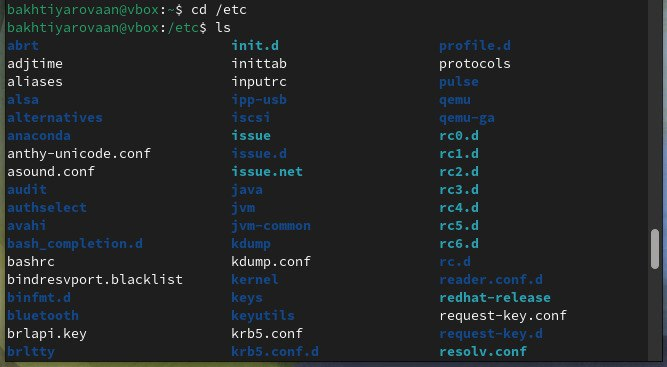 bakhtiyarovaan@vbox:~$ cd /etc
bakhtiyarovaan@vbox:/etc$ ls
abrt init.d profile.d
adjtime inittab protocols
aliases inputrc pulse
alsa ipp-usb qemu
alternatives iscsi qemu-ga
anaconda issue rc0.d
anthy-unicode.conf issue.d rc1.d
asound.conf issue.net rc2.d
audit java rc3.d
authselect jvm rc4.d
avahi jvm-common rc5.d
bash_completion.d kdump rc6.d
bashrc kdump.conf rc.d
bindresvport.blacklist kernel reader.conf.d
binfmt.d keys redhat-release
bluetooth keyutils request-key.conf
brlapi.key krb5.conf request-key.d
brltty krb5.conf.d resolv.conf